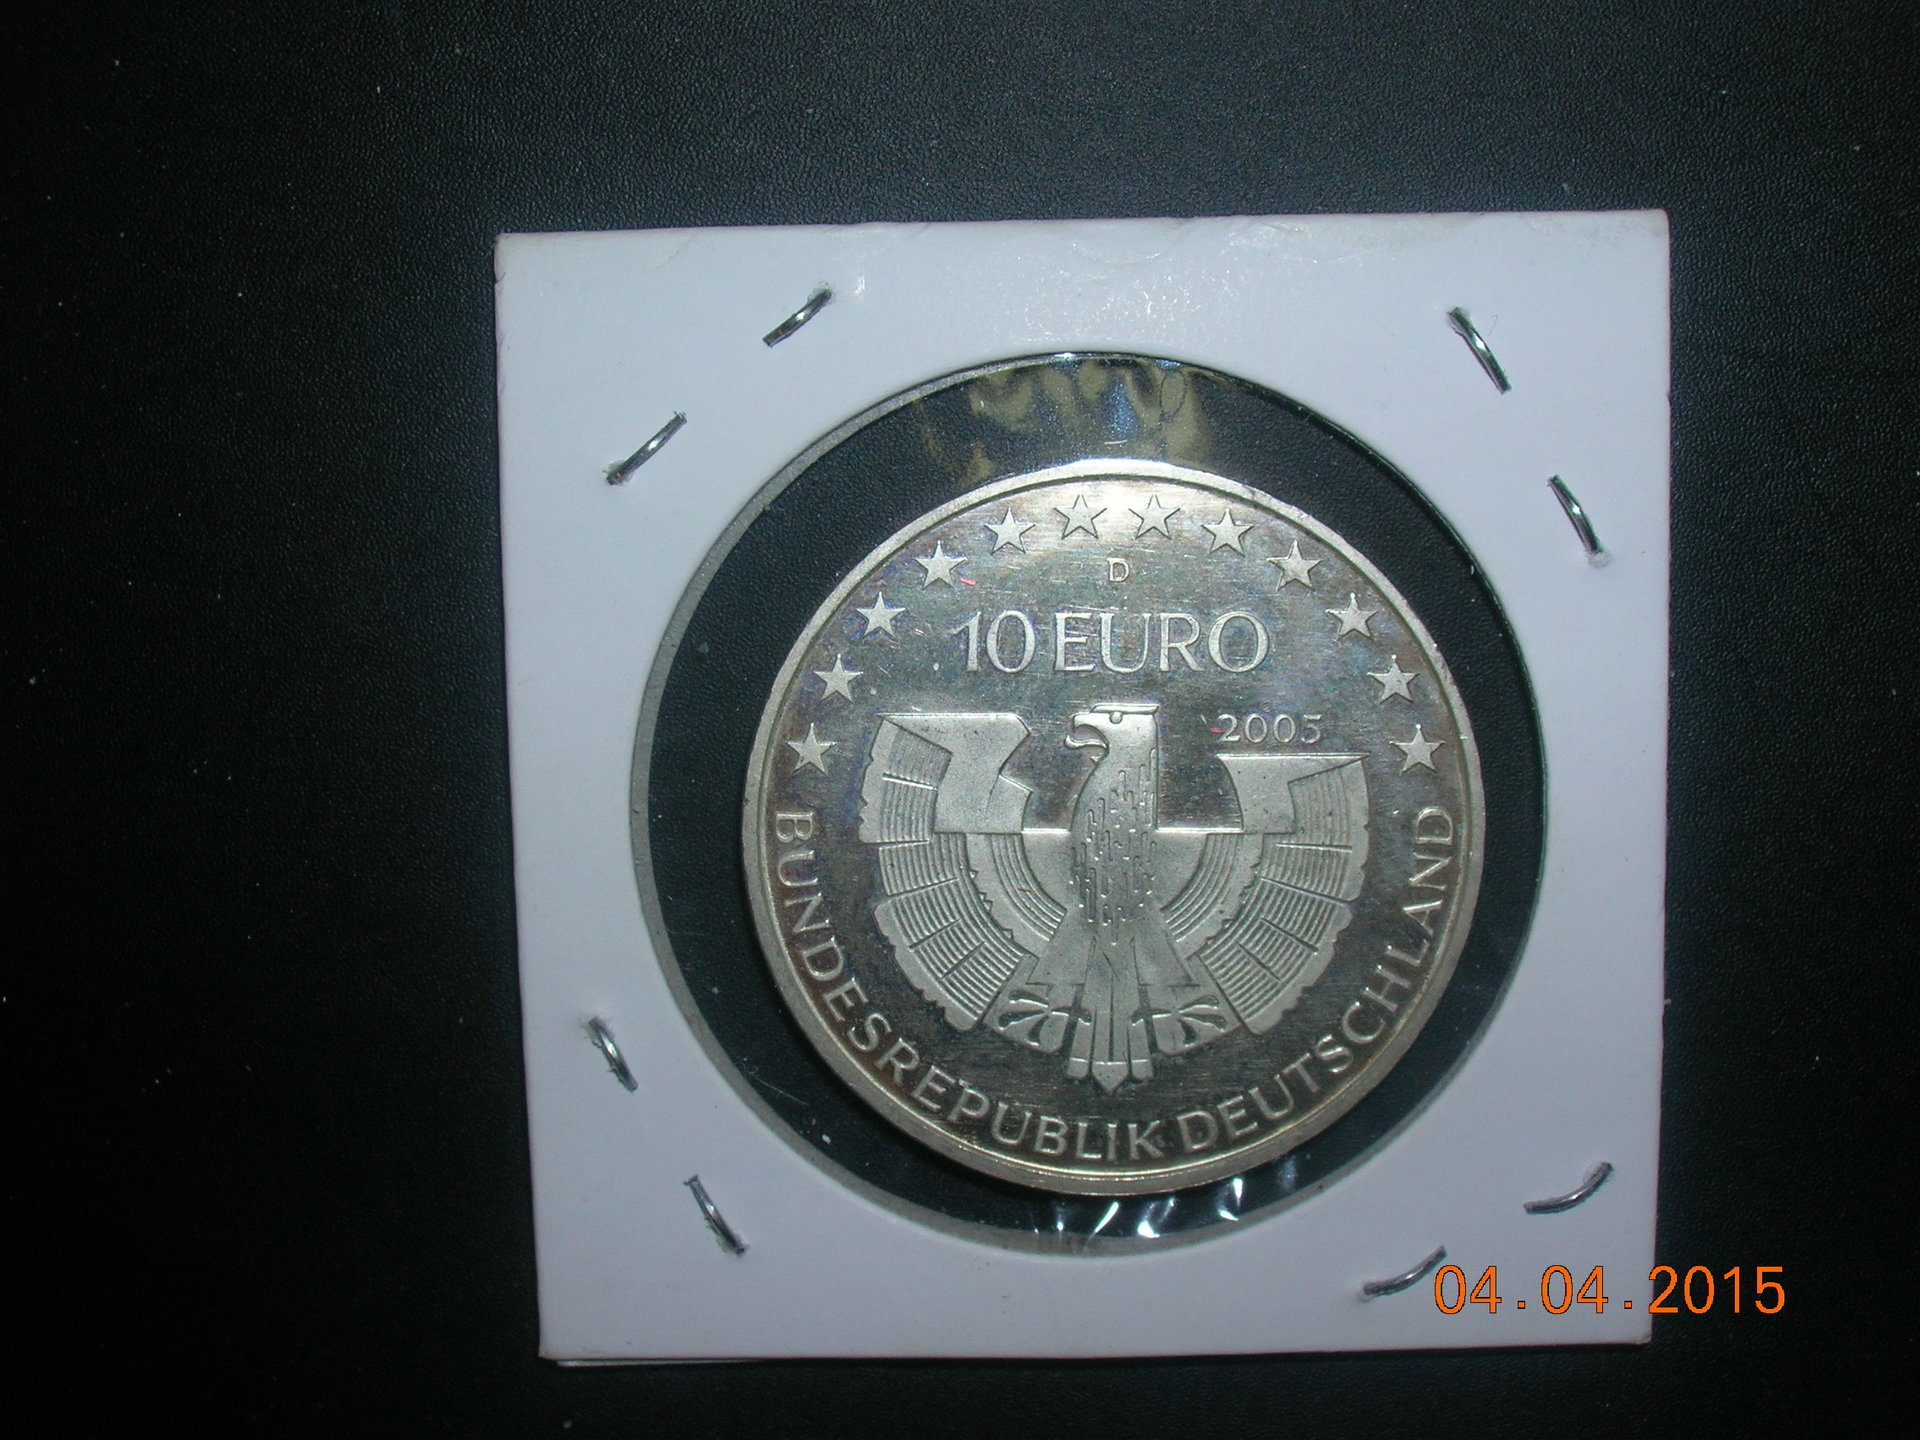 D
10 EURO
2005
BUNDESREPUBLIK DEUTSCHLAND
04.04.2015